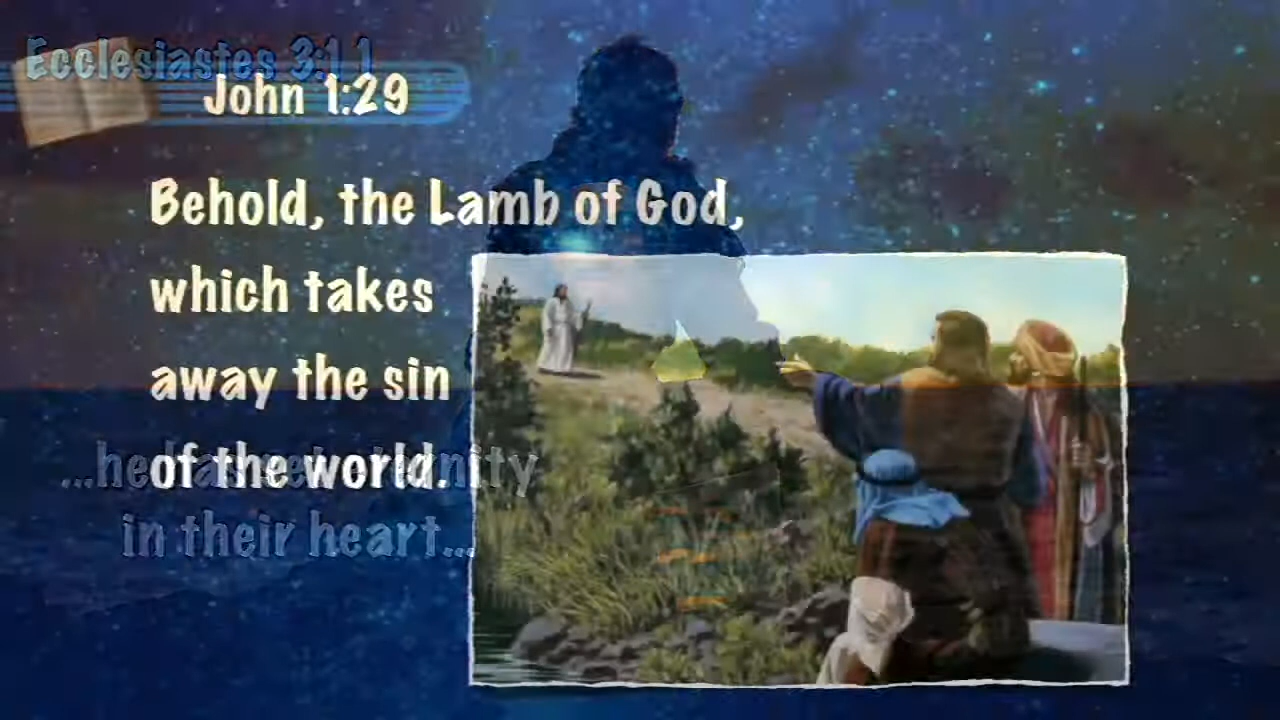 Ecclesiastes 3:11
John 1:29
Behold, the Lamb of God,
which takes
away the sin
of the world.
in their heart...